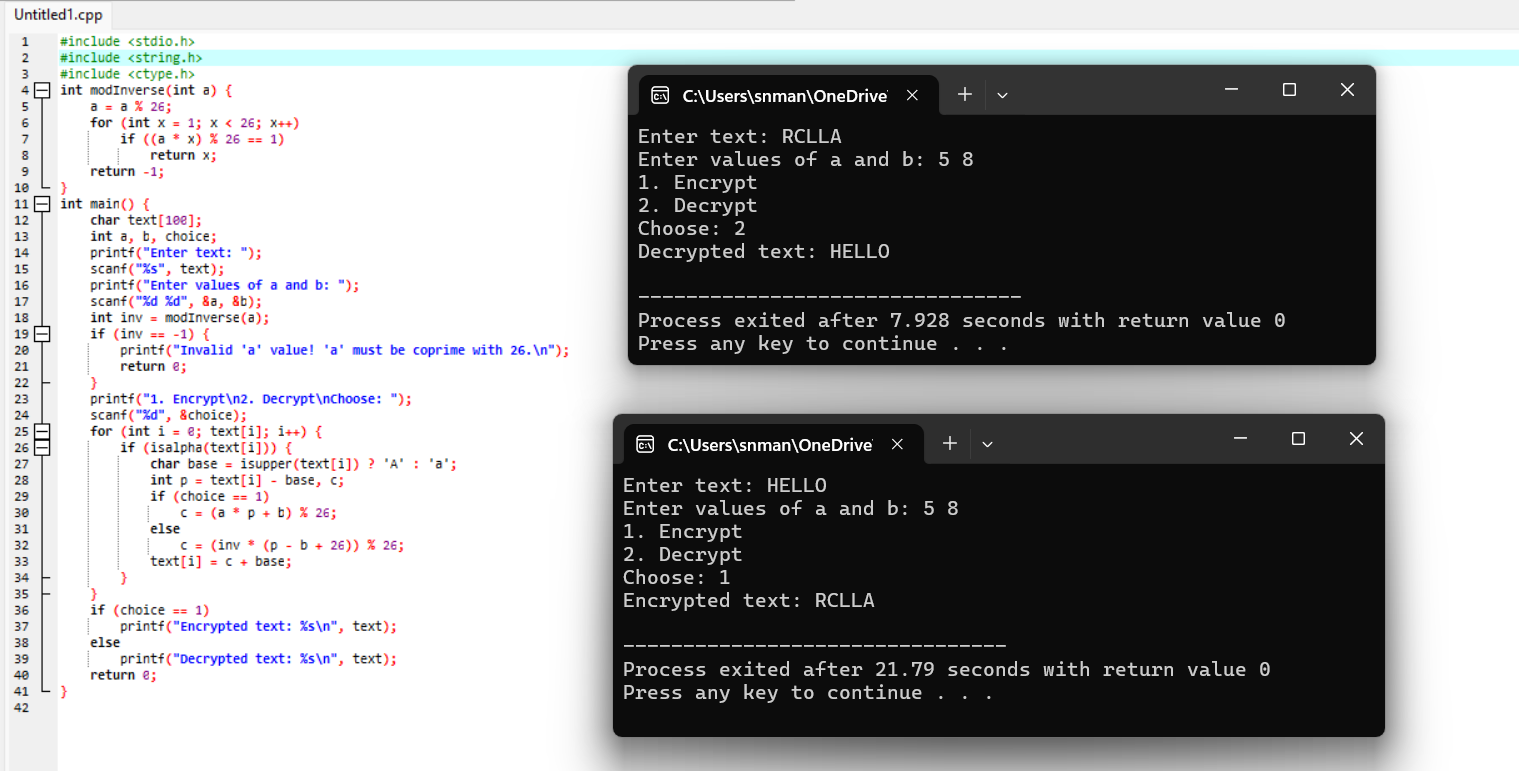 Untitled1.cpp
1 #include <stdio.h>
2 #include <string.h>
3 #include <ctype.h>
4 int modInverse(int a) {
5 a = a % 26;
6 for (int x = 1; x < 26; x++)
7 if ((a * x) % 26 == 1)
8 return x;
9 return -1;
10 }
11 int main() {
12 char text[100];
13 int a, b, choice;
14 printf("Enter text: ");
15 scanf("%s", text);
16 printf("Enter values of a and b: ");
17 scanf("%d %d", &a, &b);
18 int inv = modInverse(a);
19 if (inv == -1) {
20 printf("Invalid 'a' value! 'a' must be coprime with 26.\n");
21 return 0;
22 }
23 printf("1. Encrypt\n2. Decrypt\nChoose: ");
24 scanf("%d", &choice);
25 for (int i = 0; text[i]; i++) {
26 if (isalpha(text[i])) {
27 char base = isupper(text[i]) ? 'A' : 'a';
28 int p = text[i] - base, c;
29 if (choice == 1)
30 c = (a * p + b) % 26;
31 else
32 c = (inv * (p - b + 26)) % 26;
33 text[i] = c + base;
34 }
35 }
36 if (choice == 1)
37 printf("Encrypted text: %s\n", text);
38 else
39 printf("Decrypted text: %s\n", text);
40 return 0;
41 }
42
C:\Users\snman\OneDrive
Enter text: RCLLA
Enter values of a and b: 5 8
1. Encrypt
2. Decrypt
Choose: 2
Decrypted text: HELLO
--------------------------------
Process exited after 7.928 seconds with return value 0
Press any key to continue . . .
C:\Users\snman\OneDrive
Enter text: HELLO
Enter values of a and b: 5 8
1. Encrypt
2. Decrypt
Choose: 1
Encrypted text: RCLLA
--------------------------------
Process exited after 21.79 seconds with return value 0
Press any key to continue . . .